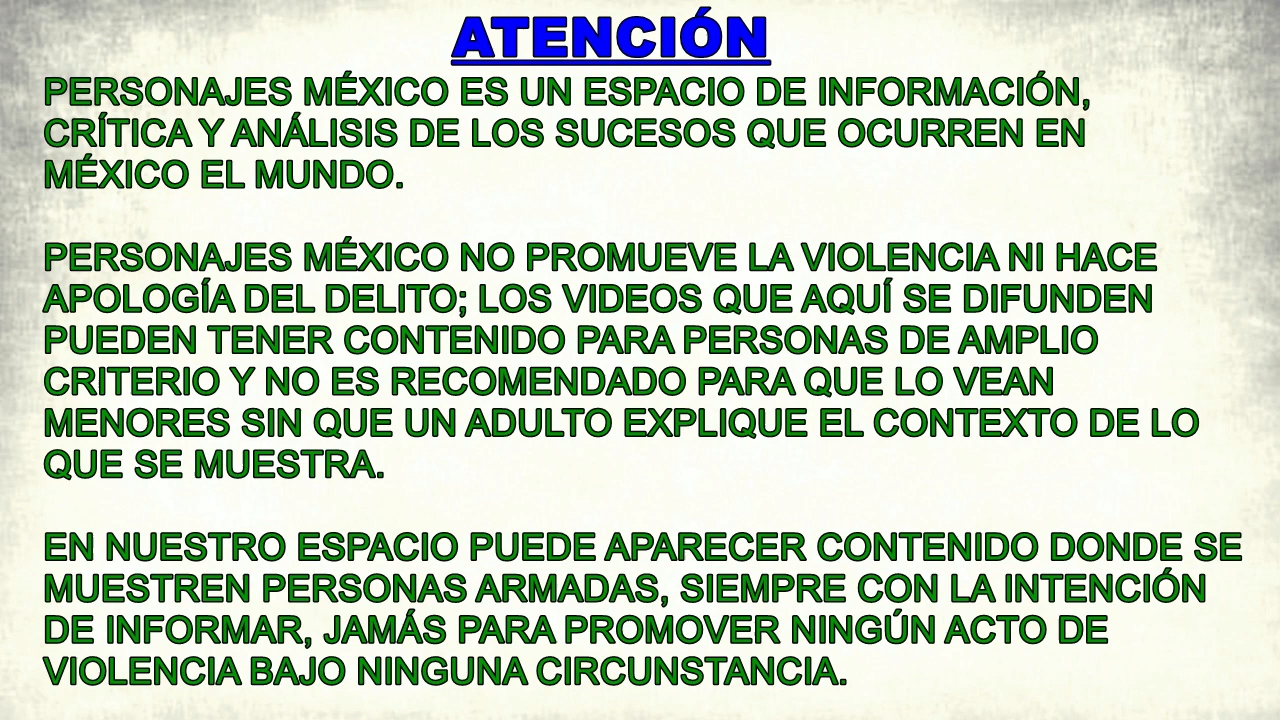 ATENCIÓN
PERSONAJES MÉXICO ES UN ESPACIO DE INFORMACIÓN,
CRÍTICA Y ANÁLISIS DE LOS SUCESOS QUE OCURREN EN
MÉXICO EL MUNDO.
PERSONAJES MÉXICO NO PROMUEVE LA VIOLENCIA NI HACE
APOLOGÍA DEL DELITO; LOS VIDEOS QUE AQUÍ SE DIFUNDEN
PUEDEN TENER CONTENIDO PARA PERSONAS DE AMPLIO
CRITERIO Y NO ES RECOMENDADO PARA QUE LO VEAN
MENORES SIN QUE UN ADULTO EXPLIQUE EL CONTEXTO DE LO
QUE SE MUESTRA.
EN NUESTRO ESPACIO PUEDE APARECER CONTENIDO DONDE SE
MUESTREN PERSONAS ARMADAS, SIEMPRE CON LA INTENCIÓN
DE INFORMAR, JAMÁS PARA PROMOVER NINGÚN ACTO DE
VIOLENCIA BAJO NINGUNA CIRCUNSTANCIA.